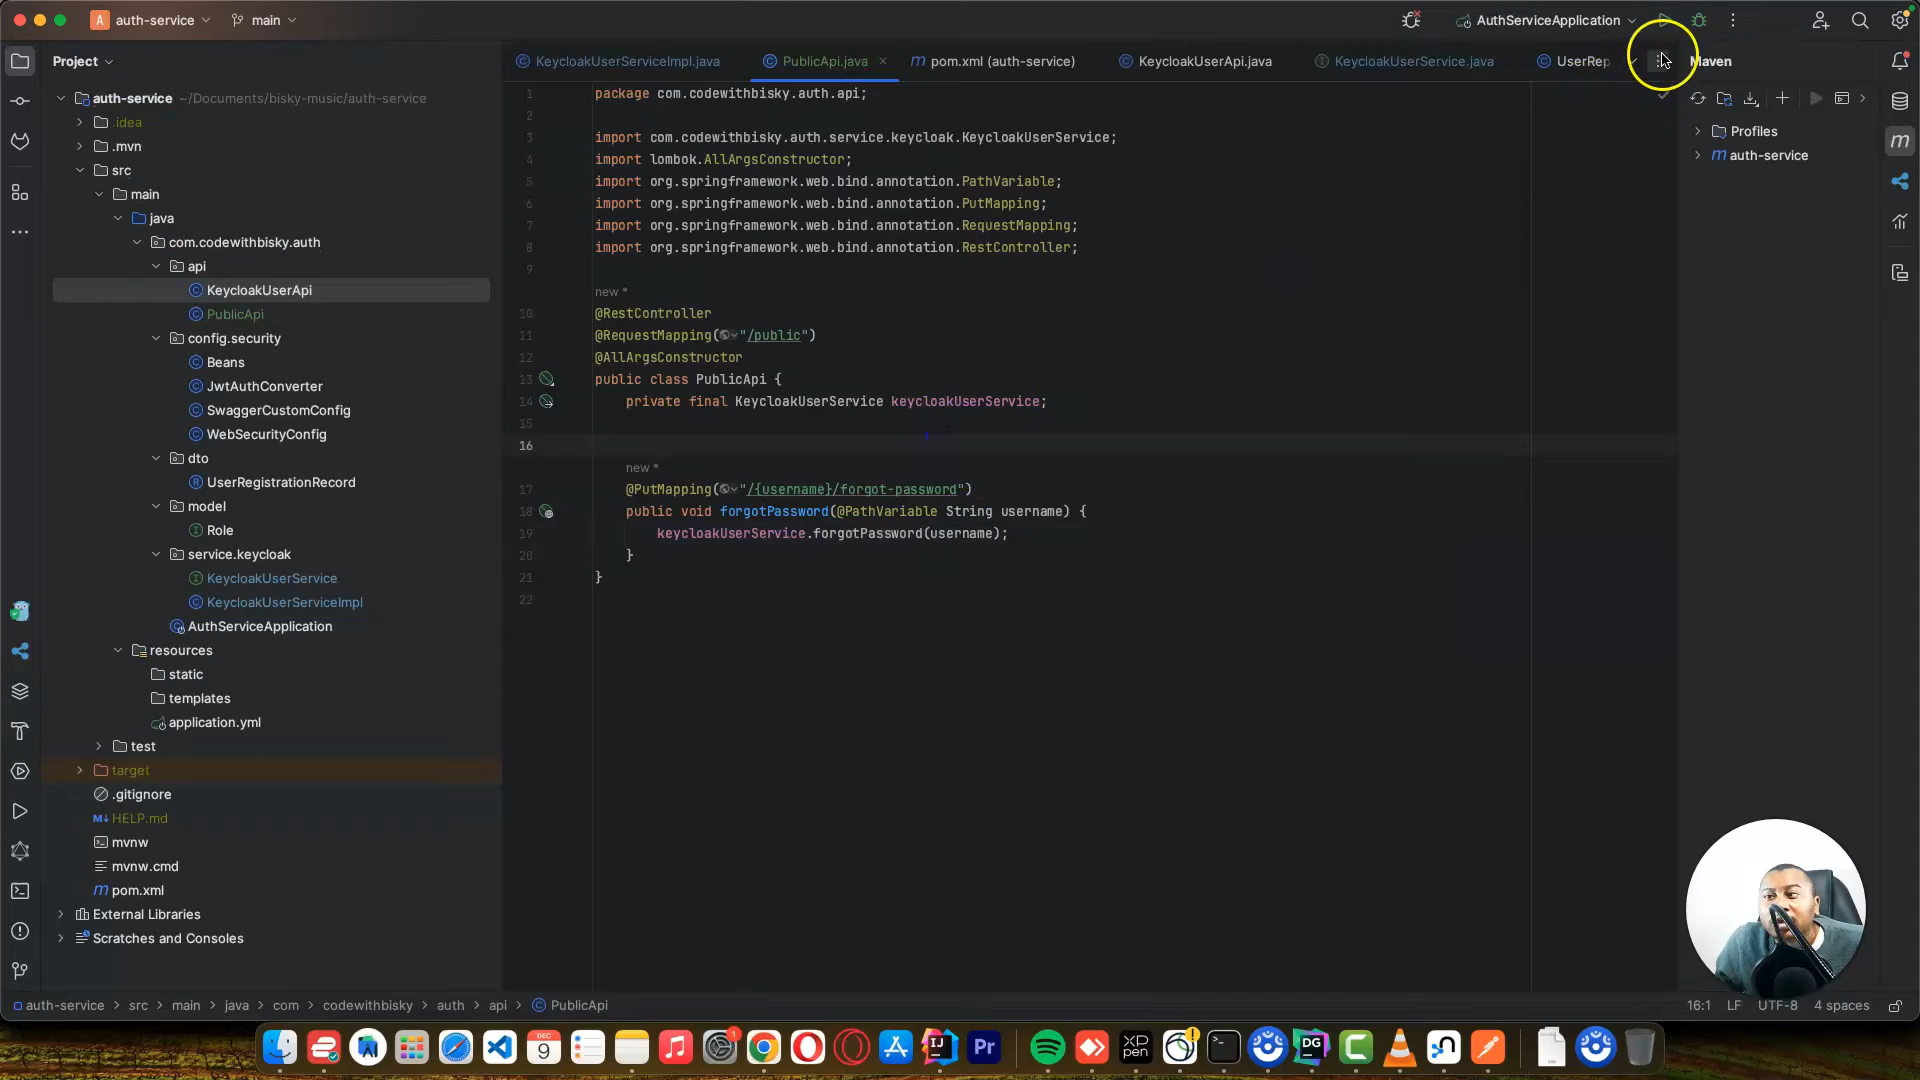 A auth-service main AuthServiceApplication
Project
KeycloakUserServiceImpl.java PublicApi.java m pom.xml (auth-service) KeycloakUserApi.java KeycloakUserService.java UserRep Maven
auth-service ~/Documents/bisky-music/auth-service
.idea
.mvn
src
main
java
com.codewithbisky.auth
api
KeycloakUserApi
PublicApi
config.security
Beans
JwtAuthConverter
SwaggerCustomConfig
WebSecurityConfig
dto
UserRegistrationRecord
model
Role
service.keycloak
KeycloakUserService
KeycloakUserServiceImpl
AuthServiceApplication
resources
static
templates
application.yml
test
target
.gitignore
M↓ HELP.md
mvnw
mvnw.cmd
m pom.xml
External Libraries
Scratches and Consoles
1 package com.codewithbisky.auth.api;
2
3 import com.codewithbisky.auth.service.keycloak.KeycloakUserService;
4 import lombok.AllArgsConstructor;
5 import org.springframework.web.bind.annotation.PathVariable;
6 import org.springframework.web.bind.annotation.PutMapping;
7 import org.springframework.web.bind.annotation.RequestMapping;
8 import org.springframework.web.bind.annotation.RestController;
9
new *
10 @RestController
11 @RequestMapping("/public")
12 @AllArgsConstructor
13 public class PublicApi {
14 private final KeycloakUserService keycloakUserService;
15
16
new *
17 @PutMapping("/{username}/forgot-password")
18 public void forgotPassword(@PathVariable String username) {
19 keycloakUserService.forgotPassword(username);
20 }
21 }
22
Profiles
m auth-service
auth-service > src > main > java > com > codewithbisky > auth > api > PublicApi 16:1 LF UTF-8 4 spaces
DEC
9
1
IJ
Pr
XP
pen
DG